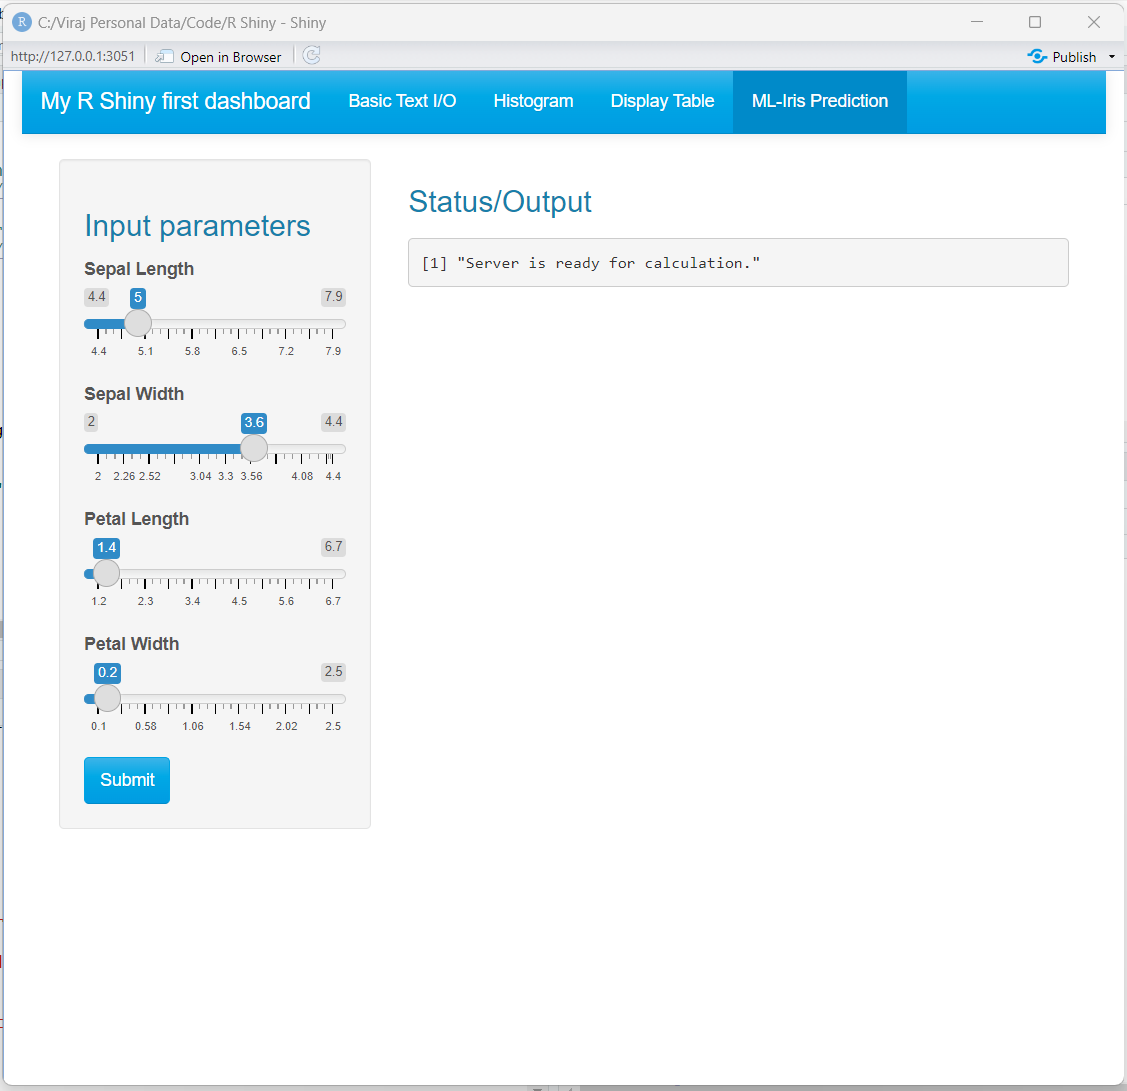 R C:/Viraj Personal Data/Code/R Shiny - Shiny
http://127.0.0.1:3051 Open in Browser Publish
My R Shiny first dashboard Basic Text I/O Histogram Display Table ML-Iris Prediction
Input parameters
Sepal Length
4.4 5 7.9
4.4 5.1 5.8 6.5 7.2 7.9
Sepal Width
2 3.6 4.4
2 2.26 2.52 3.04 3.3 3.56 4.08 4.4
Petal Length
1.4 6.7
1.2 2.3 3.4 4.5 5.6 6.7
Petal Width
0.2 2.5
0.1 0.58 1.06 1.54 2.02 2.5
Submit
Status/Output
[1] "Server is ready for calculation."